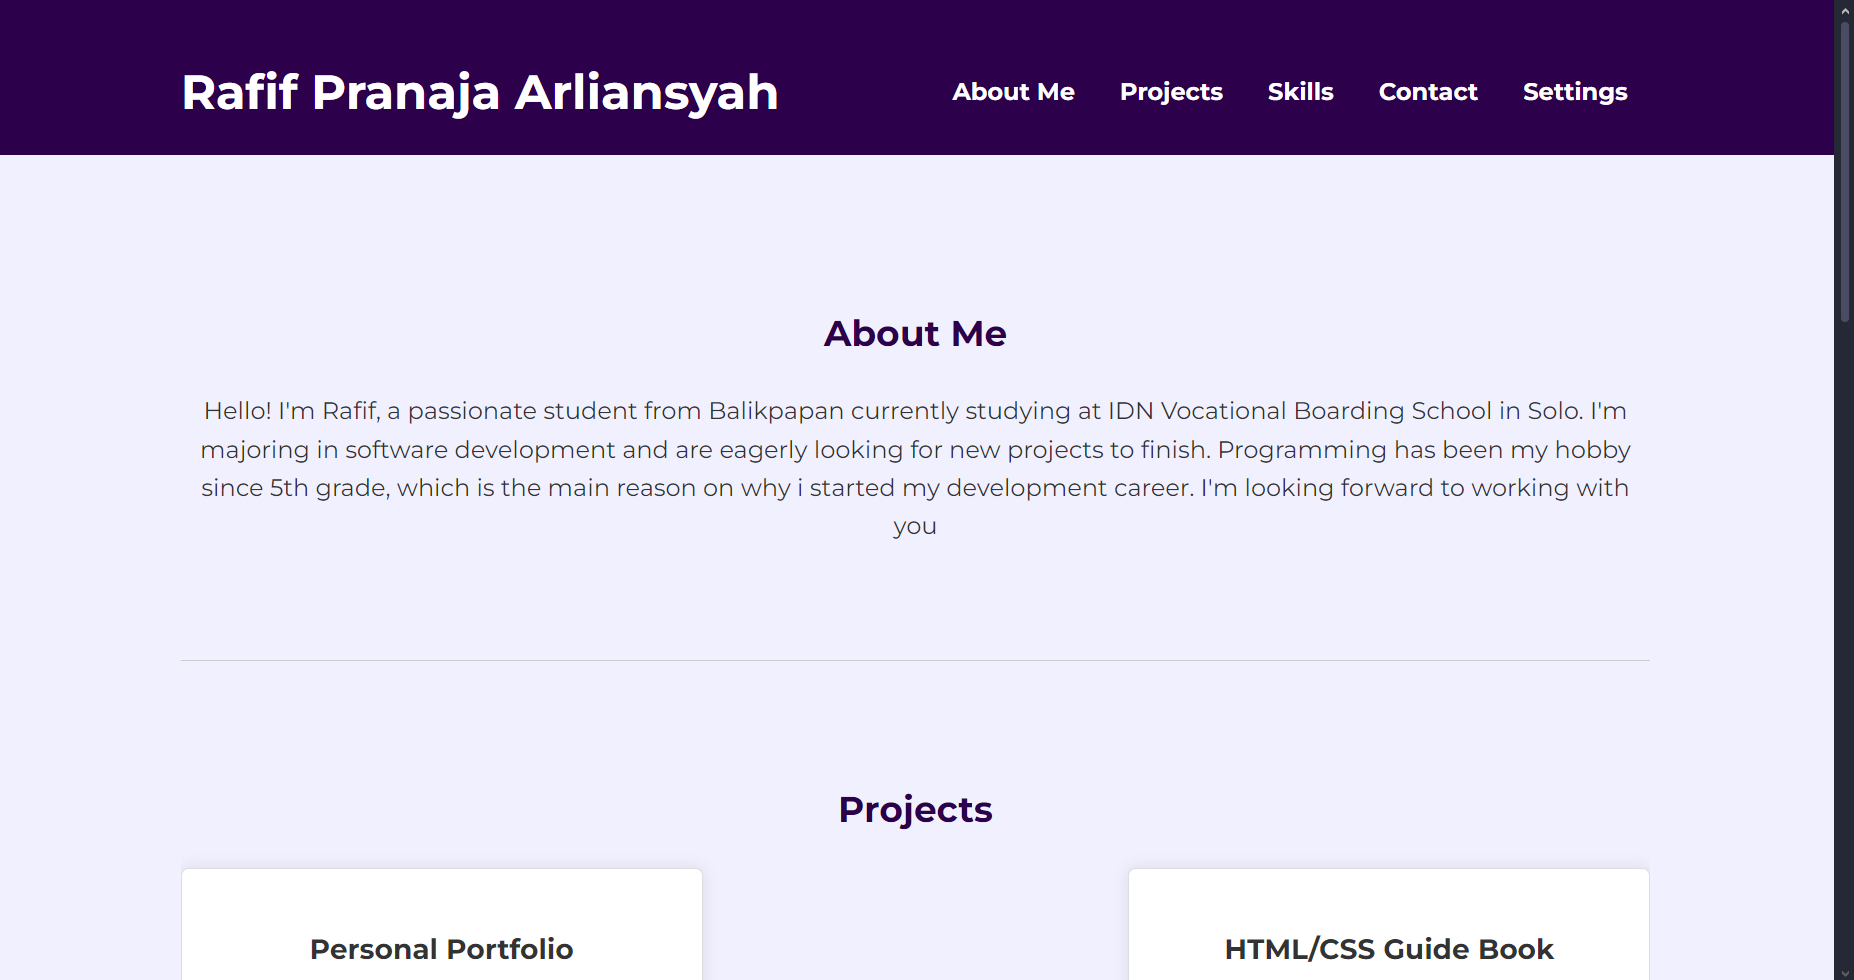 Rafif Pranaja Arliansyah
About Me Projects Skills Contact Settings
About Me
Hello! I'm Rafif, a passionate student from Balikpapan currently studying at IDN Vocational Boarding School in Solo. I'm
majoring in software development and are eagerly looking for new projects to finish. Programming has been my hobby
since 5th grade, which is the main reason on why i started my development career. I'm looking forward to working with
you
Projects
Personal Portfolio
HTML/CSS Guide Book